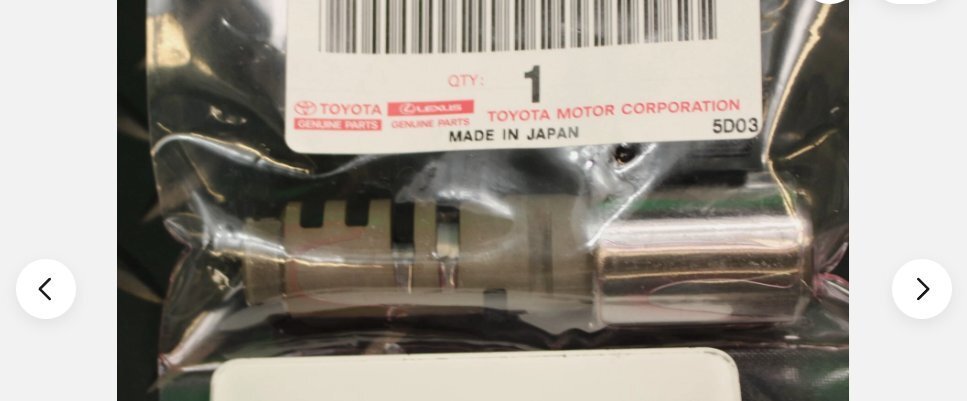 QTY: 1
TOYOTA LEXUS TOYOTA MOTOR CORPORATION
GENUINE PARTS GENUINE PARTS
MADE IN JAPAN 5D03